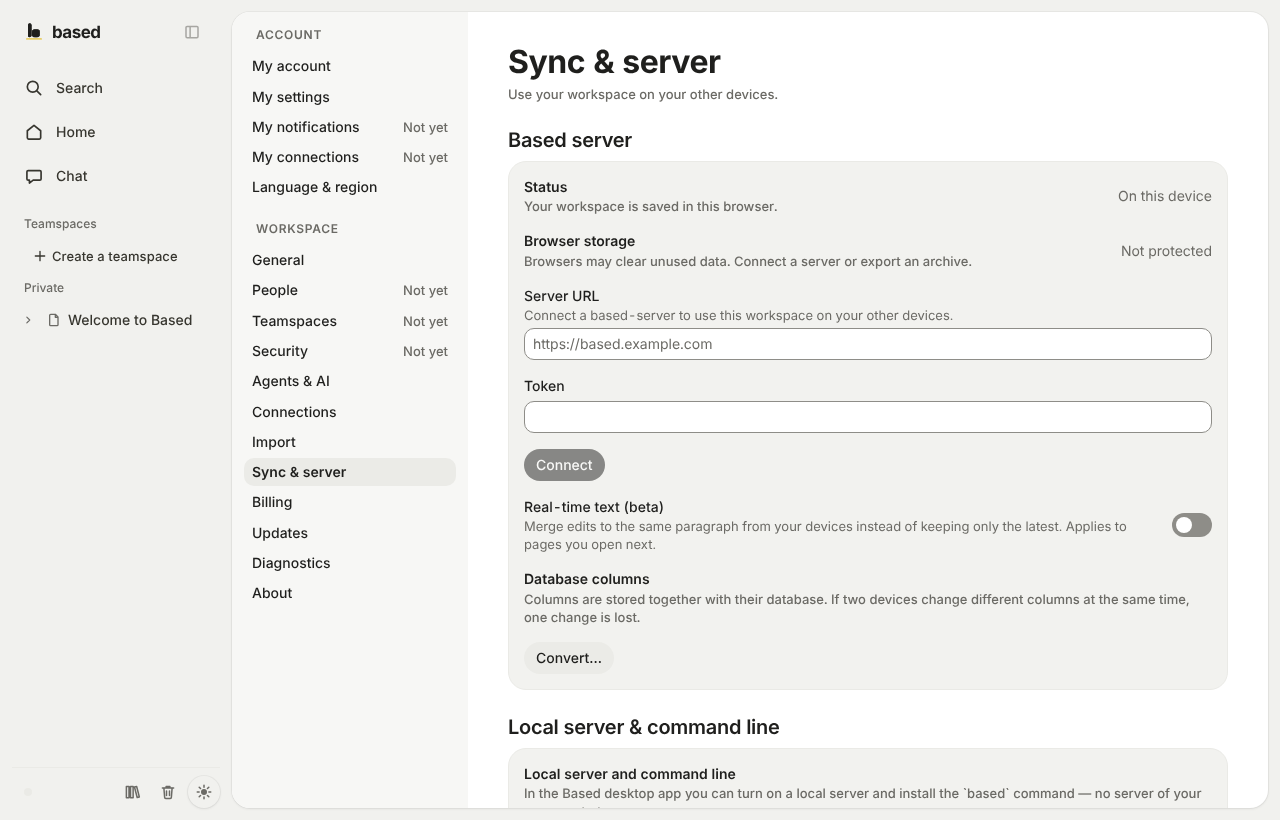 based
Search
Home
Chat
Teamspaces
Create a teamspace
Private
Welcome to Based
ACCOUNT
My account
My settings
My notifications Not yet
My connections Not yet
Language & region
WORKSPACE
General
People Not yet
Teamspaces Not yet
Security Not yet
Agents & AI
Connections
Import
Sync & server
Billing
Updates
Diagnostics
About
Sync & server
Use your workspace on your other devices.
Based server
Status
Your workspace is saved in this browser.
On this device
Browser storage
Browsers may clear unused data. Connect a server or export an archive.
Not protected
Server URL
Connect a based-server to use this workspace on your other devices.
https://based.example.com
Token
Connect
Real-time text (beta)
Merge edits to the same paragraph from your devices instead of keeping only the latest. Applies to
pages you open next.
Database columns
Columns are stored together with their database. If two devices change different columns at the same time,
one change is lost.
Convert...
Local server & command line
Local server and command line
In the Based desktop app you can turn on a local server and install the `based` command — no server of your